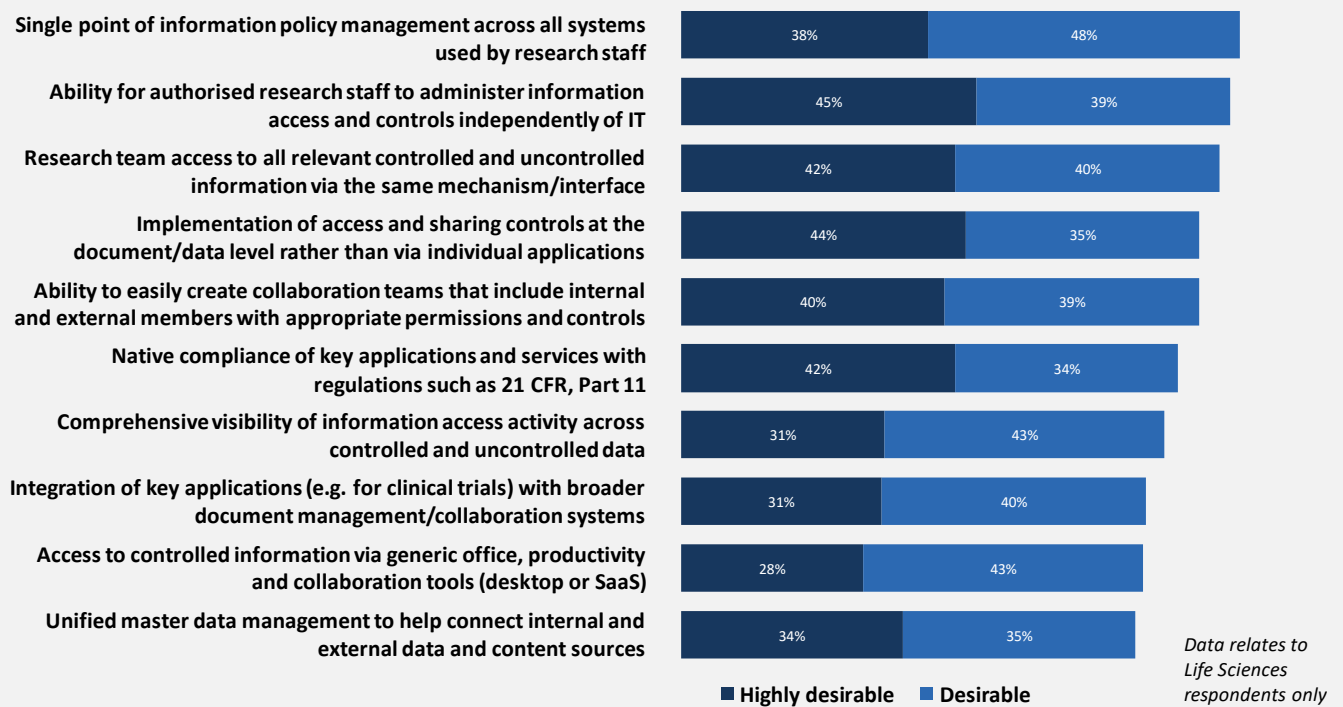 Single point of information policy management across all systems
used by research staff
38%
48%
Ability for authorised research staff to administer information
access and controls independently of IT
45%
39%
Research team access to all relevant controlled and uncontrolled
information via the same mechanism/interface
42%
40%
Implementation of access and sharing controls at the
document/data level rather than via individual applications
44%
35%
Ability to easily create collaboration teams that include internal
and external members with appropriate permissions and controls
40%
39%
Native compliance of key applications and services with
regulations such as 21 CFR, Part 11
42%
34%
Comprehensive visibility of information access activity across
controlled and uncontrolled data
31%
43%
Integration of key applications (e.g. for clinical trials) with broader
document management/collaboration systems
31%
40%
Access to controlled information via generic office, productivity
and collaboration tools (desktop or SaaS)
28%
43%
Unified master data management to help connect internal and
external data and content sources
34%
35%
Highly desirable
Desirable
Data relates to
Life Sciences
respondents only